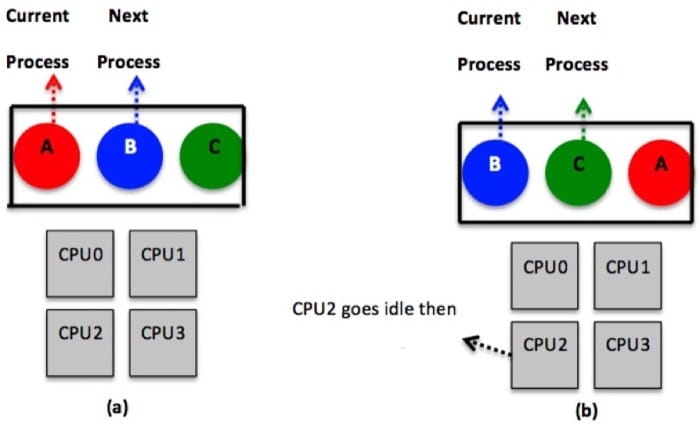 Current Next
Process Process
A B C
CPU0 CPU1
CPU2 CPU3
(a)
Current Next
Process Process
B C A
CPU2 goes idle then
CPU0 CPU1
CPU2 CPU3
(b)